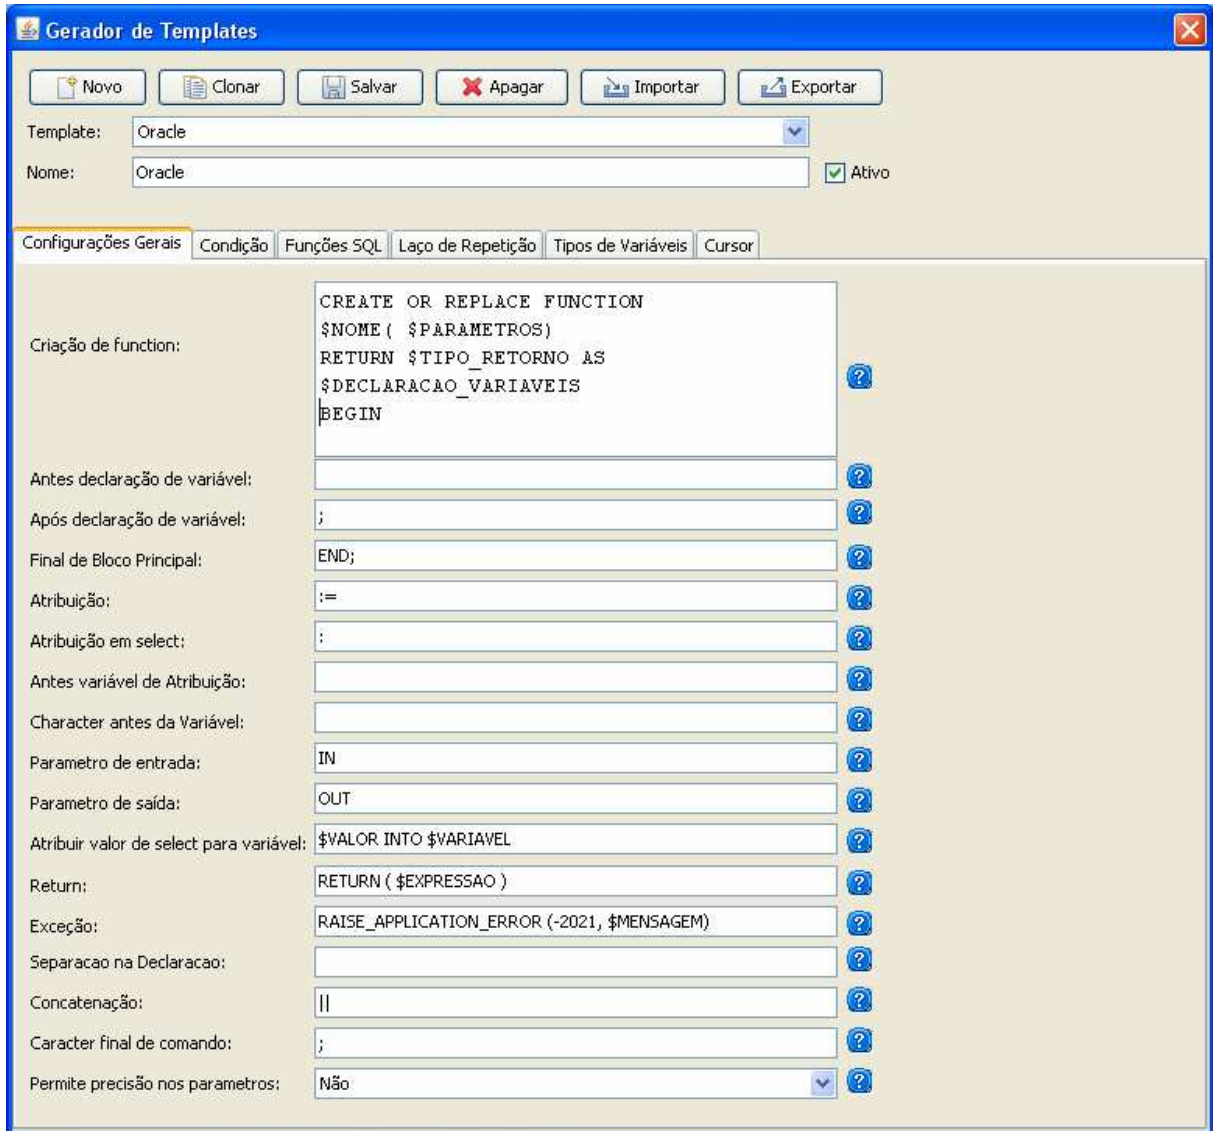 Gerador de Templates
Novo Clonar Salvar Apagar Importar Exportar
Template: Oracle
Nome: Oracle Ativo
Configurações Gerais Condição Funções SQL Laço de Repetição Tipos de Variáveis Cursor
Criação de function:
CREATE OR REPLACE FUNCTION
$NOME( $PARAMETROS)
RETURN $TIPO_RETORNO AS
$DECLARACAO_VARIAVEIS
BEGIN
Antes declaração de variável:
Após declaração de variável: ;
Final de Bloco Principal: END;
Atribuição: :=
Atribuição em select: :
Antes variável de Atribuição:
Character antes da Variável:
Parametro de entrada: IN
Parametro de saída: OUT
Atribuir valor de select para variável: $VALOR INTO $VARIAVEL
Return: RETURN ( $EXPRESSAO )
Exceção: RAISE_APPLICATION_ERROR (-2021, $MENSAGEM)
Separacao na Declaracao:
Concatenação: ||
Caracter final de comando: ;
Permite precisão nos parametros: Não